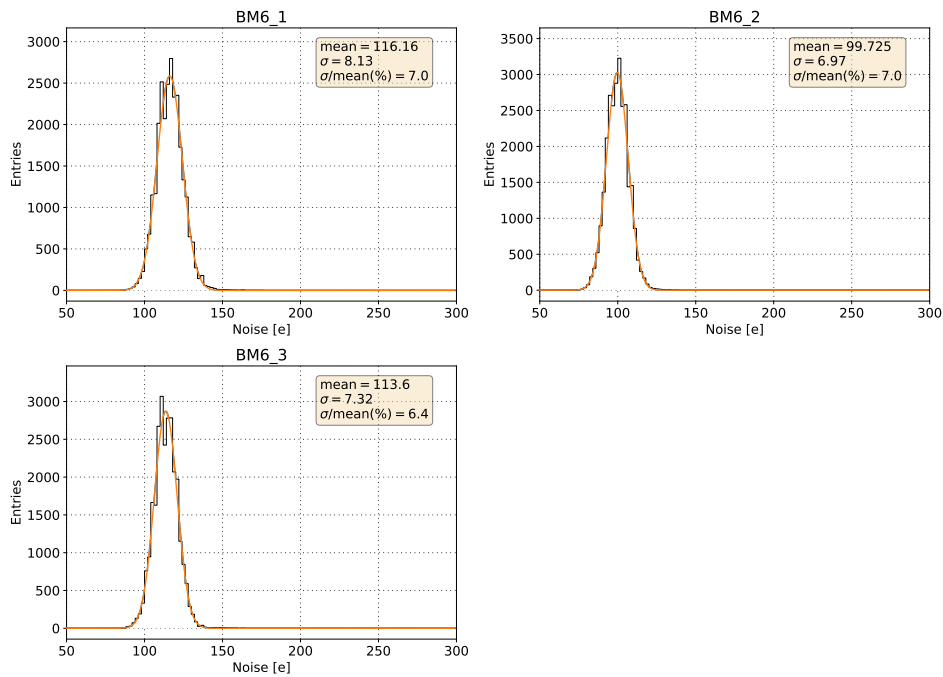 BM6_1
mean = 116.16
σ = 8.13
σ/mean(%) = 7.0
3000
2500
2000
1500
1000
500
0
Entries
50 100 150 200 250 300
Noise [e]
BM6_2
mean = 99.725
σ = 6.97
σ/mean(%) = 7.0
3500
3000
2500
2000
1500
1000
500
0
Entries
50 100 150 200 250 300
Noise [e]
BM6_3
mean = 113.6
σ = 7.32
σ/mean(%) = 6.4
3000
2500
2000
1500
1000
500
0
Entries
50 100 150 200 250 300
Noise [e]